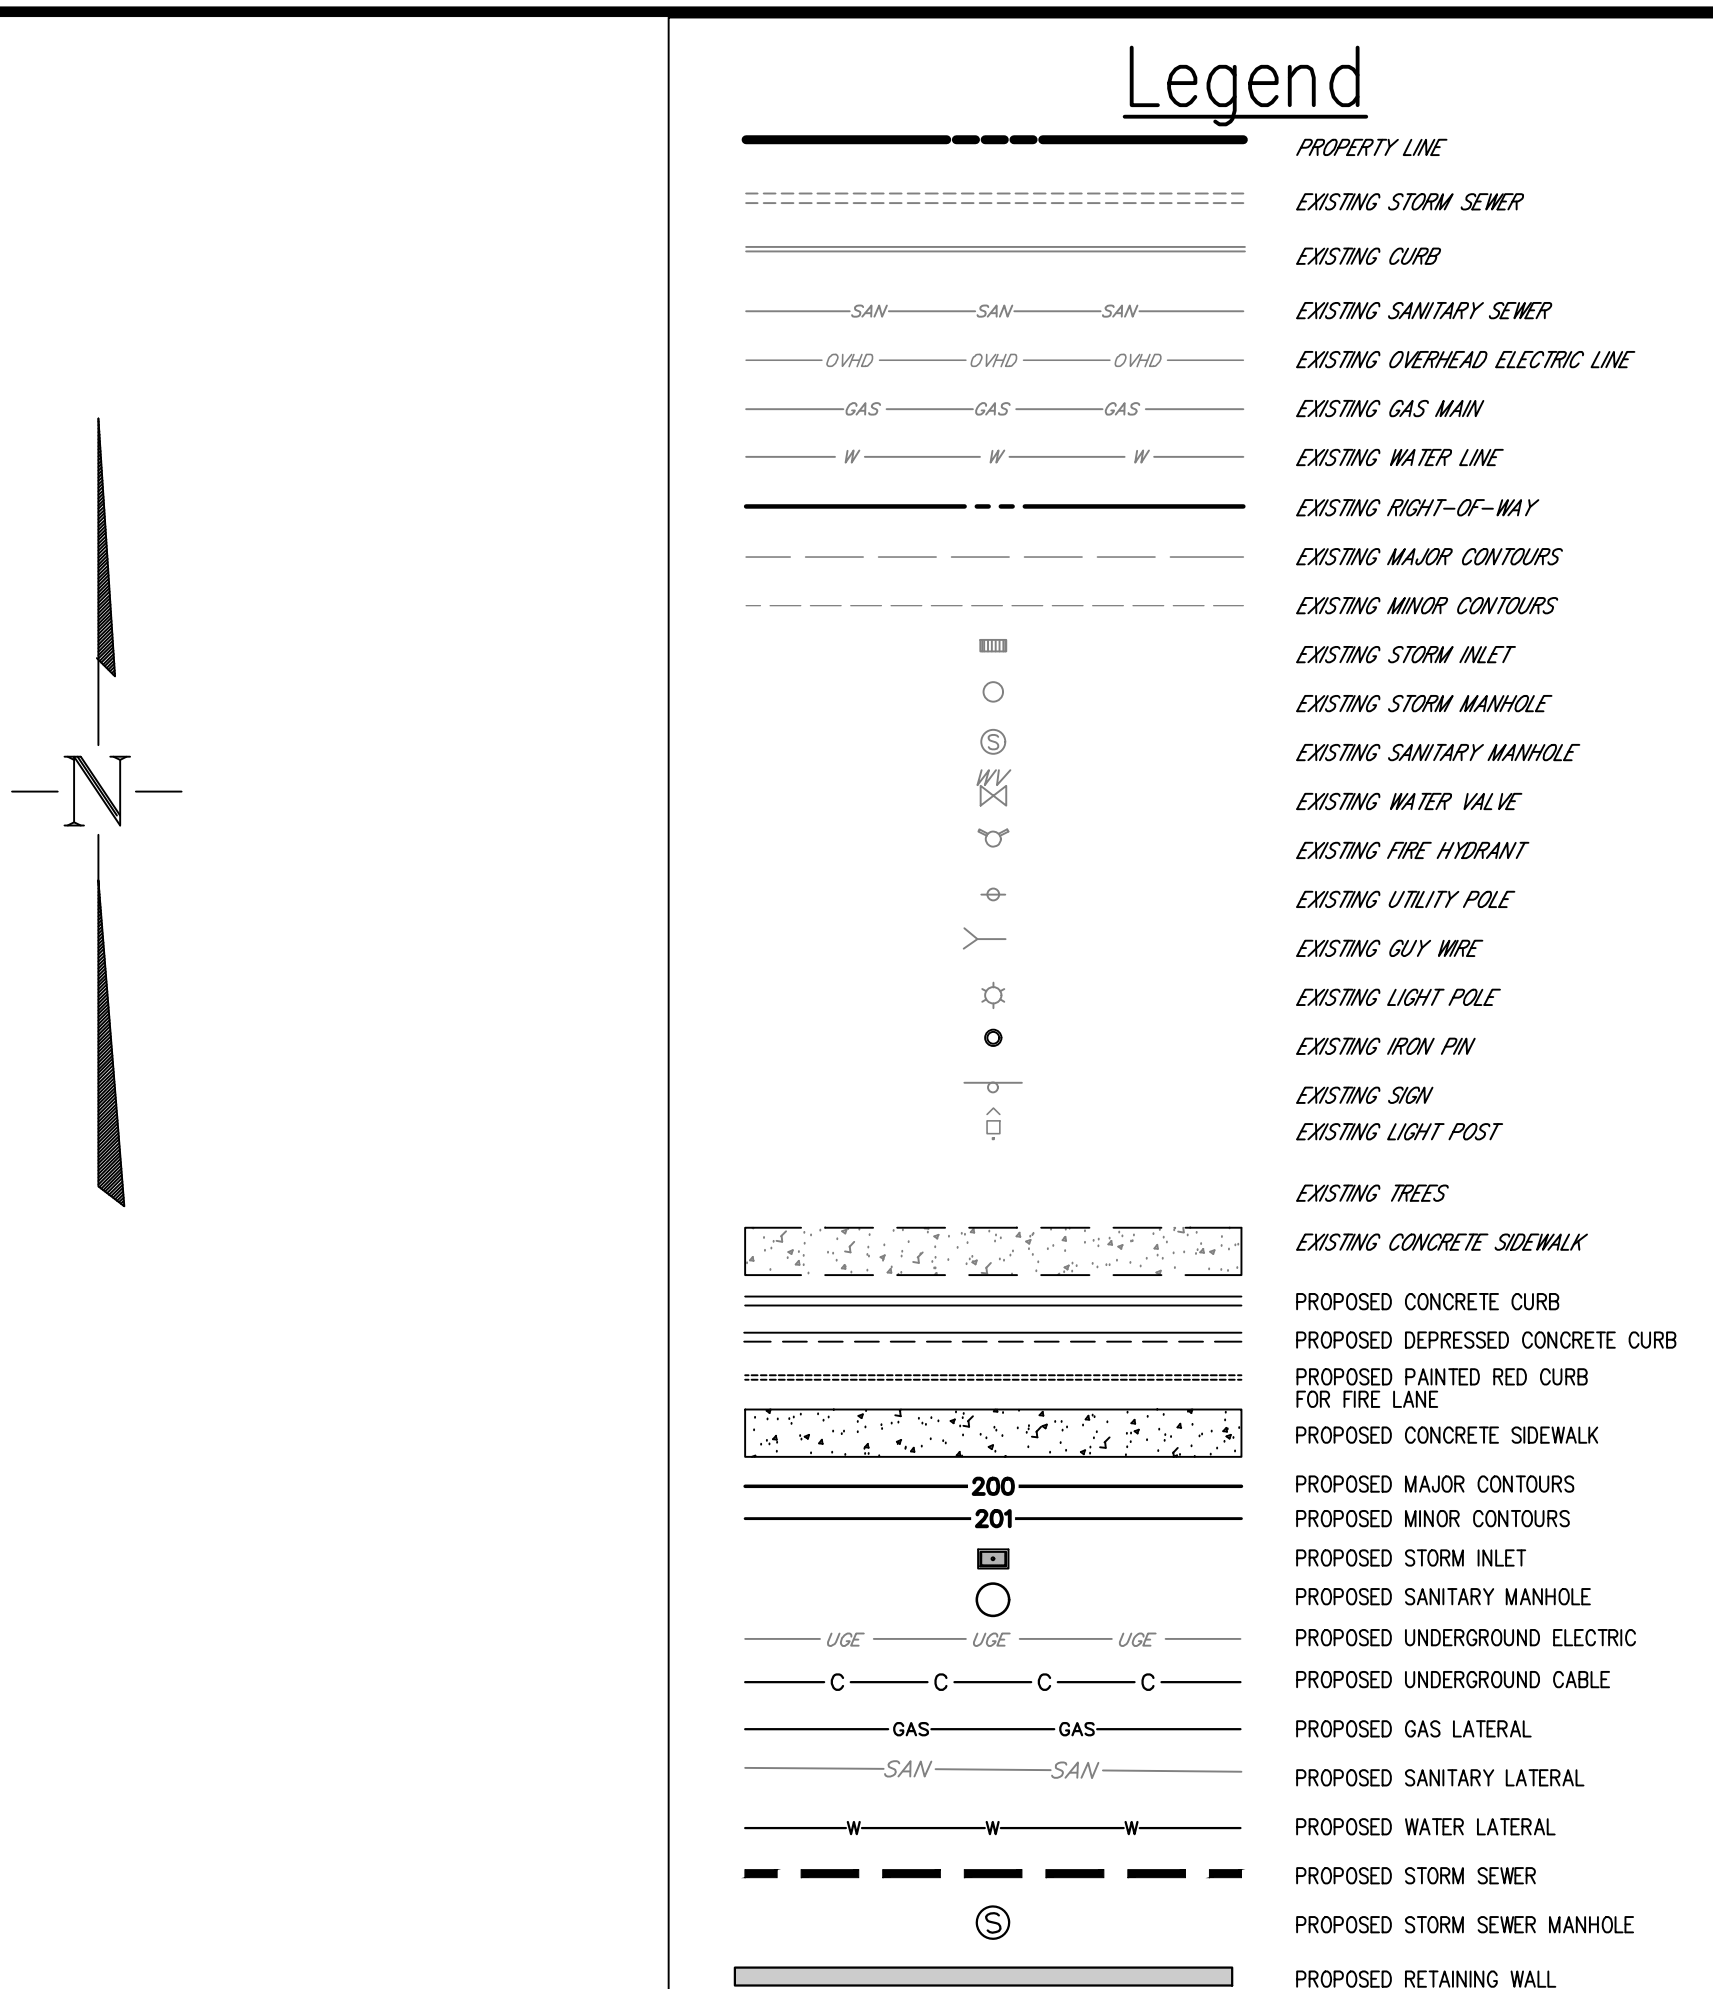 Legend
PROPERTY LINE
EXISTING STORM SEWER
EXISTING CURB
SAN SAN SAN EXISTING SANITARY SEWER
OVHD OVHD OVHD EXISTING OVERHEAD ELECTRIC LINE
GAS GAS GAS EXISTING GAS MAIN
W W W EXISTING WATER LINE
EXISTING RIGHT-OF-WAY
EXISTING MAJOR CONTOURS
EXISTING MINOR CONTOURS
EXISTING STORM INLET
EXISTING STORM MANHOLE
S EXISTING SANITARY MANHOLE
WV EXISTING WATER VALVE
N
EXISTING FIRE HYDRANT
EXISTING UTILITY POLE
EXISTING GUY WIRE
EXISTING LIGHT POLE
EXISTING IRON PIN
EXISTING SIGN
EXISTING LIGHT POST
EXISTING TREES
EXISTING CONCRETE SIDEWALK
PROPOSED CONCRETE CURB
PROPOSED DEPRESSED CONCRETE CURB
PROPOSED PAINTED RED CURB
FOR FIRE LANE
PROPOSED CONCRETE SIDEWALK
200 PROPOSED MAJOR CONTOURS
201 PROPOSED MINOR CONTOURS
PROPOSED STORM INLET
PROPOSED SANITARY MANHOLE
UGE UGE UGE PROPOSED UNDERGROUND ELECTRIC
C C C C PROPOSED UNDERGROUND CABLE
GAS GAS PROPOSED GAS LATERAL
SAN SAN PROPOSED SANITARY LATERAL
W W W PROPOSED WATER LATERAL
PROPOSED STORM SEWER
S PROPOSED STORM SEWER MANHOLE
PROPOSED RETAINING WALL